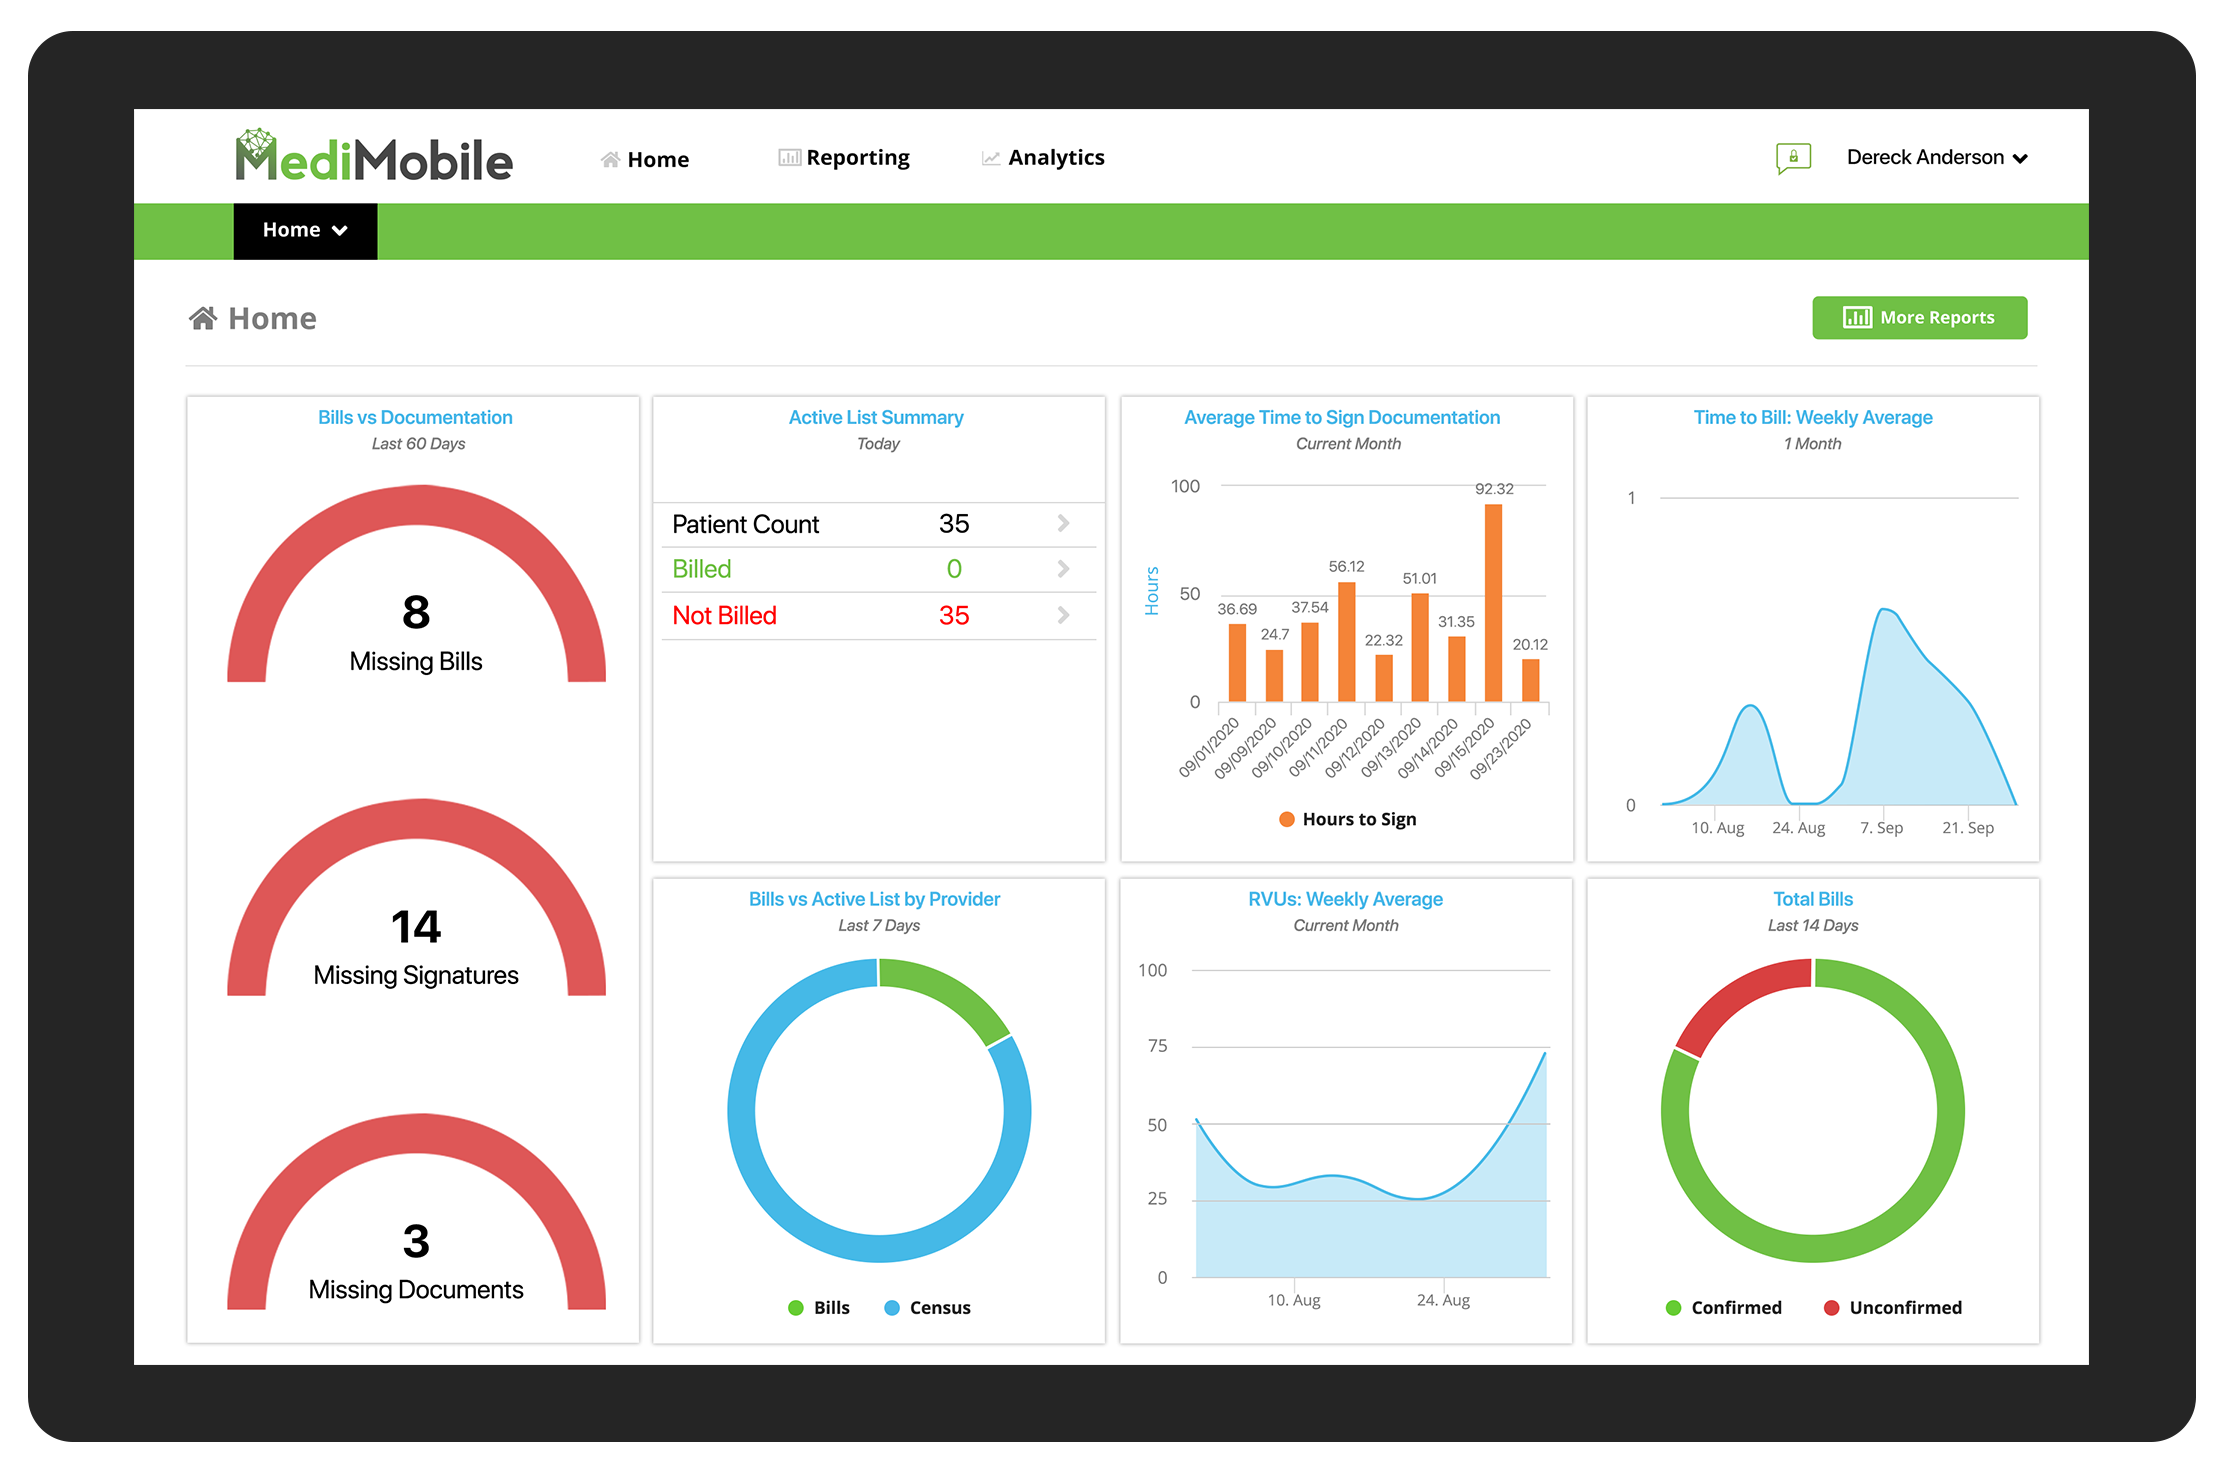 MediMobile
Home
Reporting
Analytics
Dereck Anderson
Home
Home
More Reports
Bills vs Documentation
Last 60 Days
8
Missing Bills
14
Missing Signatures
3
Missing Documents
Active List Summary
Today
Patient Count 35
Billed 0
Not Billed 35
Average Time to Sign Documentation
Current Month
Hours
100
50
0
36.69
24.7
37.54
56.12
22.32
51.01
31.35
92.32
20.12
09/01/2020
09/09/2020
09/10/2020
09/11/2020
09/12/2020
09/13/2020
09/14/2020
09/15/2020
09/23/2020
Hours to Sign
Time to Bill: Weekly Average
1 Month
1
0
10. Aug 24. Aug 7. Sep 21. Sep
Bills vs Active List by Provider
Last 7 Days
Bills Census
RVUs: Weekly Average
Current Month
100
75
50
25
0
10. Aug 24. Aug
Total Bills
Last 14 Days
Confirmed Unconfirmed